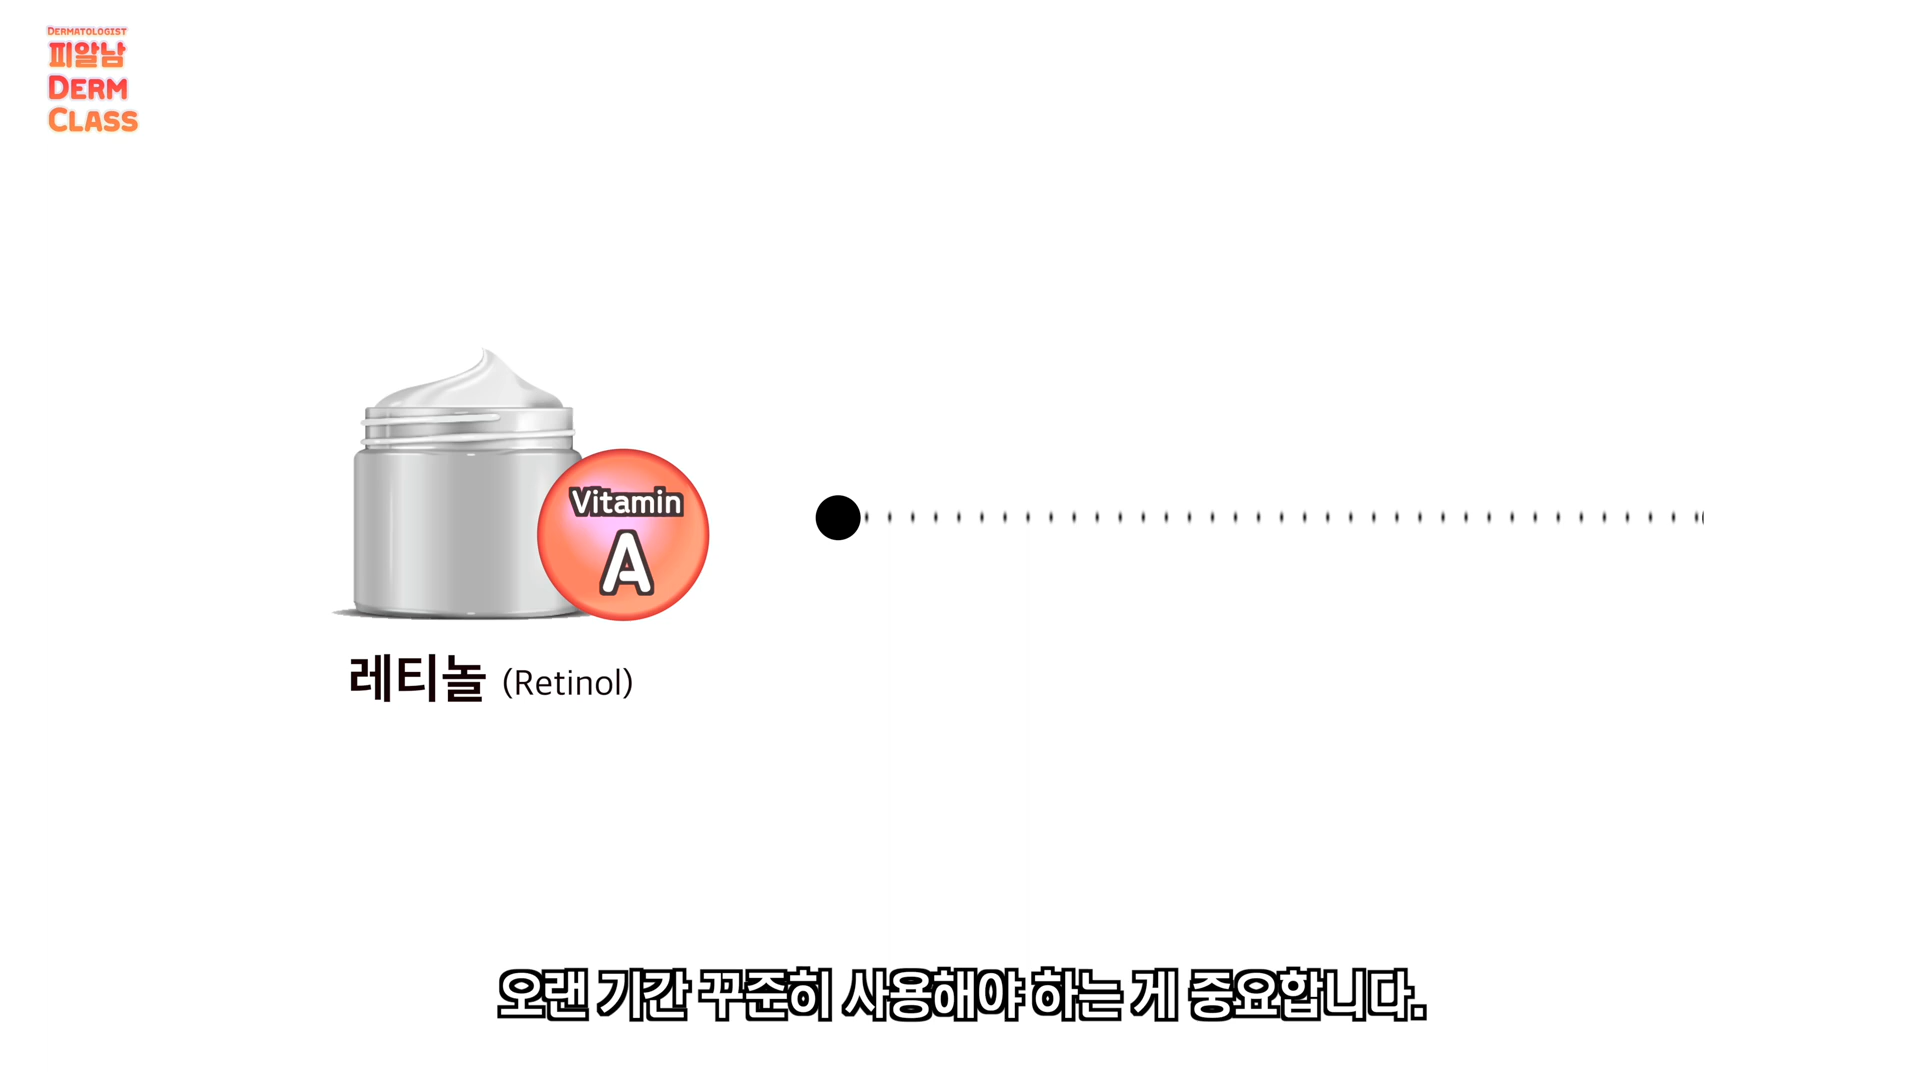 DERMATOLOGIST
피알남
DERM
CLASS
Vitamin
A
레티놀 (Retinol)
오랜 기간 꾸준히 사용해야 하는 게 중요합니다.